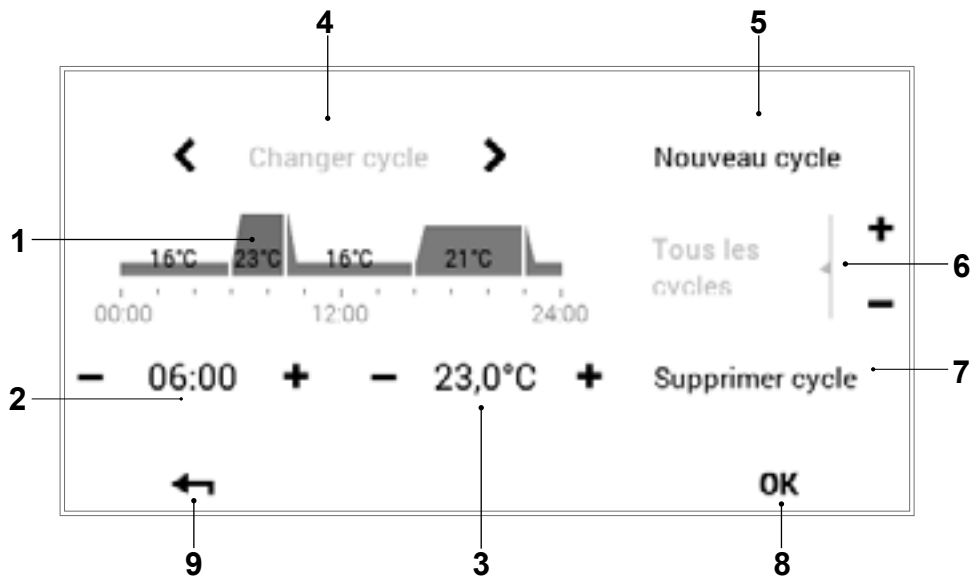 4 5
< Changer cycle > Nouveau cycle
1
16°C 23°C 16°C 21°C
Tous les
cycles
+
−
6
00:00 12:00 24:00
− 06:00 + − 23,0°C + Supprimer cycle
2 7
OK
9 3 8